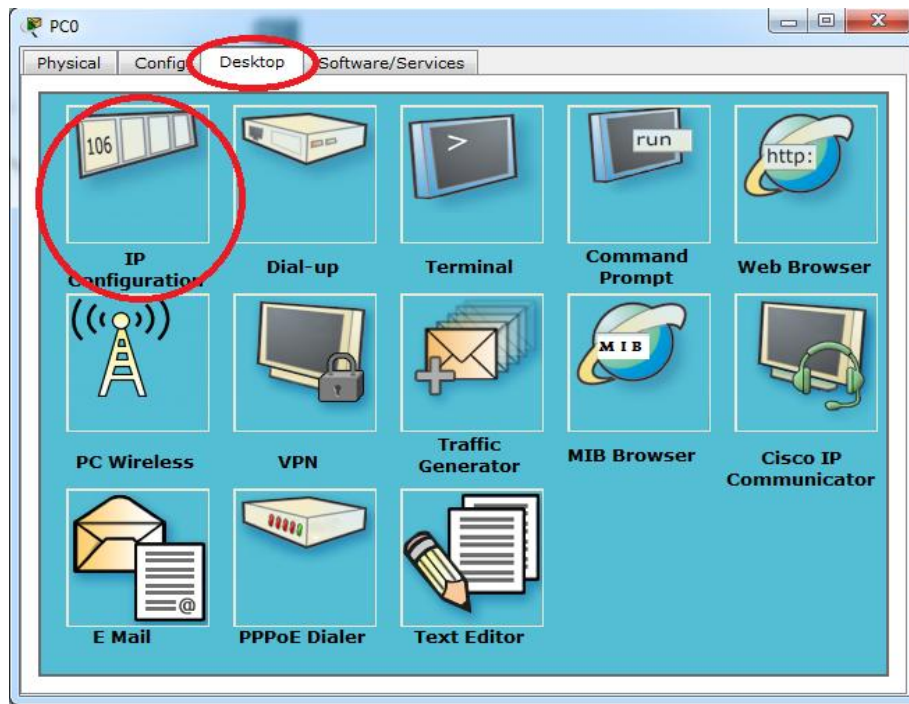 PC0
Physical Config Desktop Software/Services
106 > run http:
IP
Configuration
Dial-up
Terminal
Command
Prompt
Web Browser
MIB
PC Wireless
VPN
Traffic
Generator
MIB Browser
Cisco IP
Communicator
@
E Mail
PPPoE Dialer
Text Editor